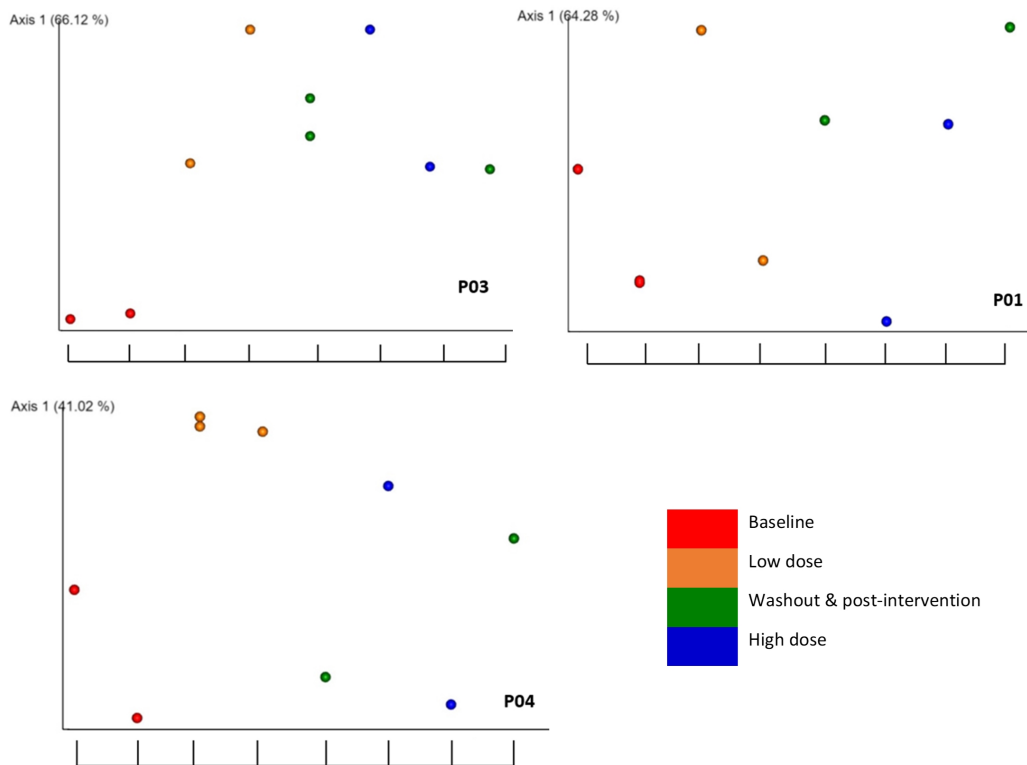 Axis 1 (66.12 %)
P03
Axis 1 (64.28 %)
P01
Axis 1 (41.02 %)
P04
Baseline
Low dose
Washout & post-intervention
High dose